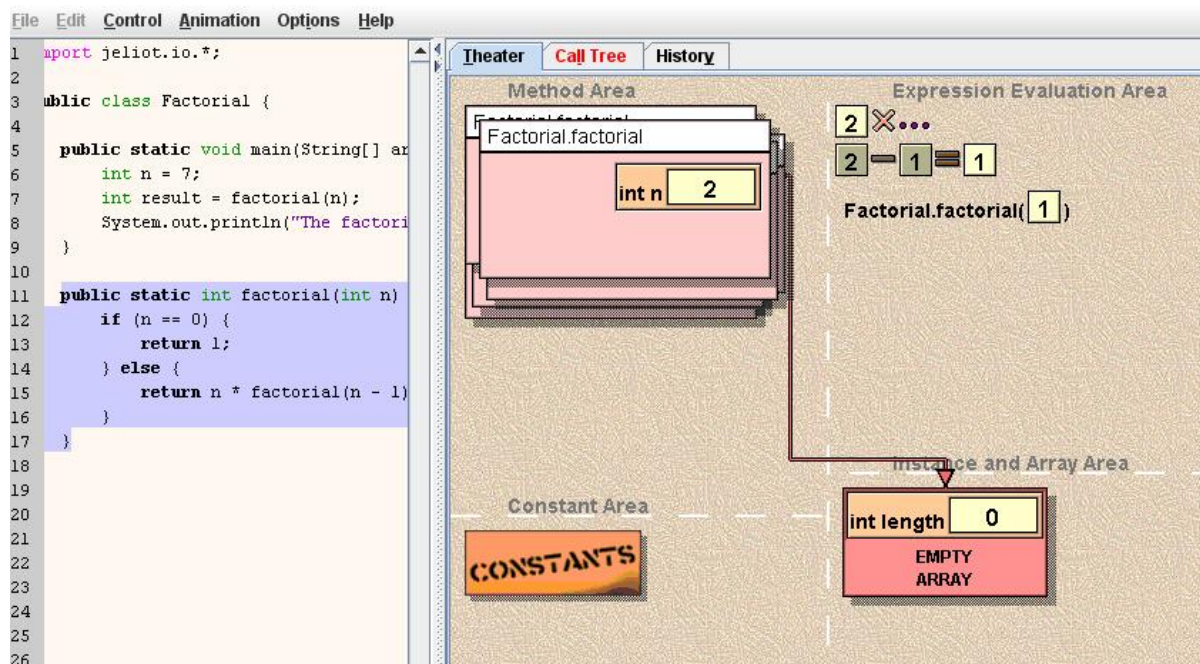 File Edit Control Animation Options Help
Theater Call Tree History
1 mport jeliot.io.*;
2
3 ublic class Factorial {
4
5 public static void main(String[] ar
6 int n = 7;
7 int result = factorial(n);
8 System.out.println("The factori
9 }
10
11 public static int factorial(int n)
12 if (n == 0) {
13 return 1;
14 } else {
15 return n * factorial(n - 1)
16 }
17 }
18
19
20
21
22
23
24
25
26
Method Area
Factorial.factorial
Factorial.factorial
int n 2
Expression Evaluation Area
2 × ...
2 - 1 = 1
Factorial.factorial( 1 )
Constant Area
CONSTANTS
Instance and Array Area
int length 0
EMPTY
ARRAY